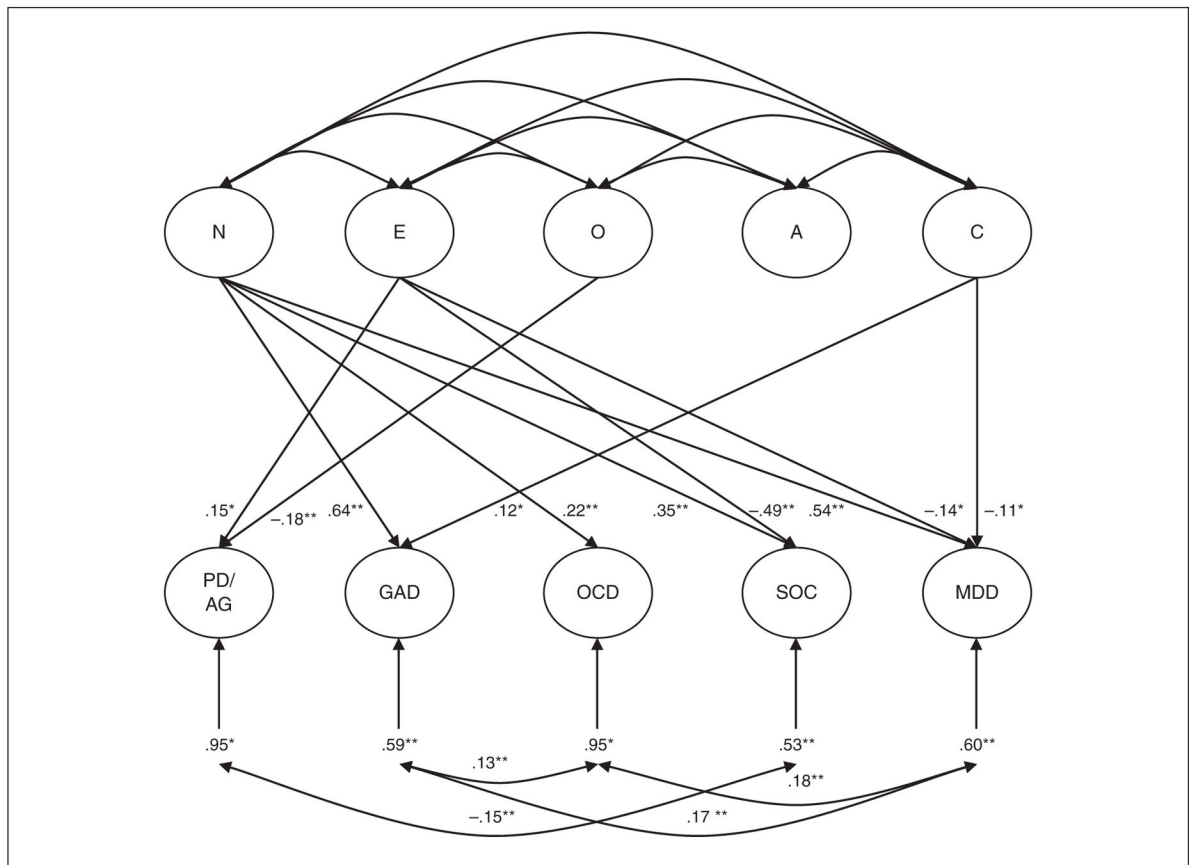 N E O A C
.15* –.18** .64** .12* .22** .35** –.49** .54** –.14* –.11*
PD/
AG
GAD OCD SOC MDD
.95* .59** .95* .53** .60**
.13**
.18**
–.15** .17 **